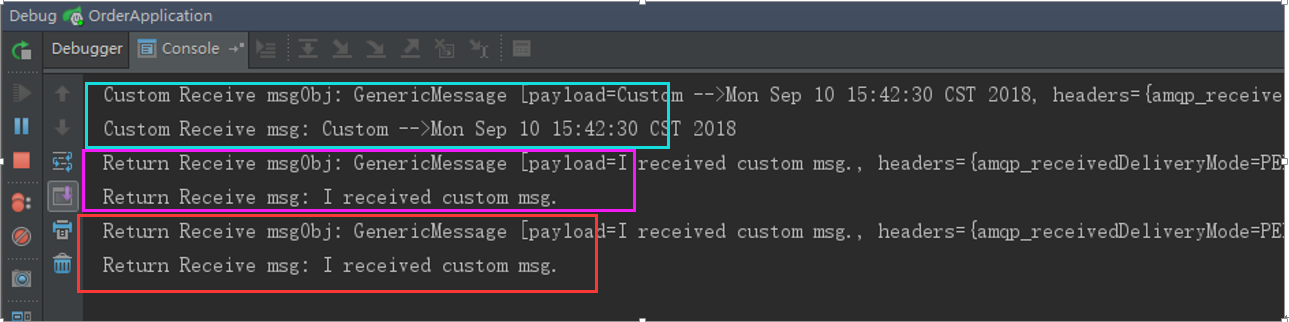 Debug OrderApplication
Debugger Console
Custom Receive msgObj: GenericMessage [payload=Custom -->Mon Sep 10 15:42:30 CST 2018, headers={amqp_receive
Custom Receive msg: Custom -->Mon Sep 10 15:42:30 CST 2018
Return Receive msgObj: GenericMessage [payload=I received custom msg., headers={amqp_receivedDeliveryMode=PE
Return Receive msg: I received custom msg.
Return Receive msgObj: GenericMessage [payload=I received custom msg., headers={amqp_receivedDeliveryMode=PE
Return Receive msg: I received custom msg.